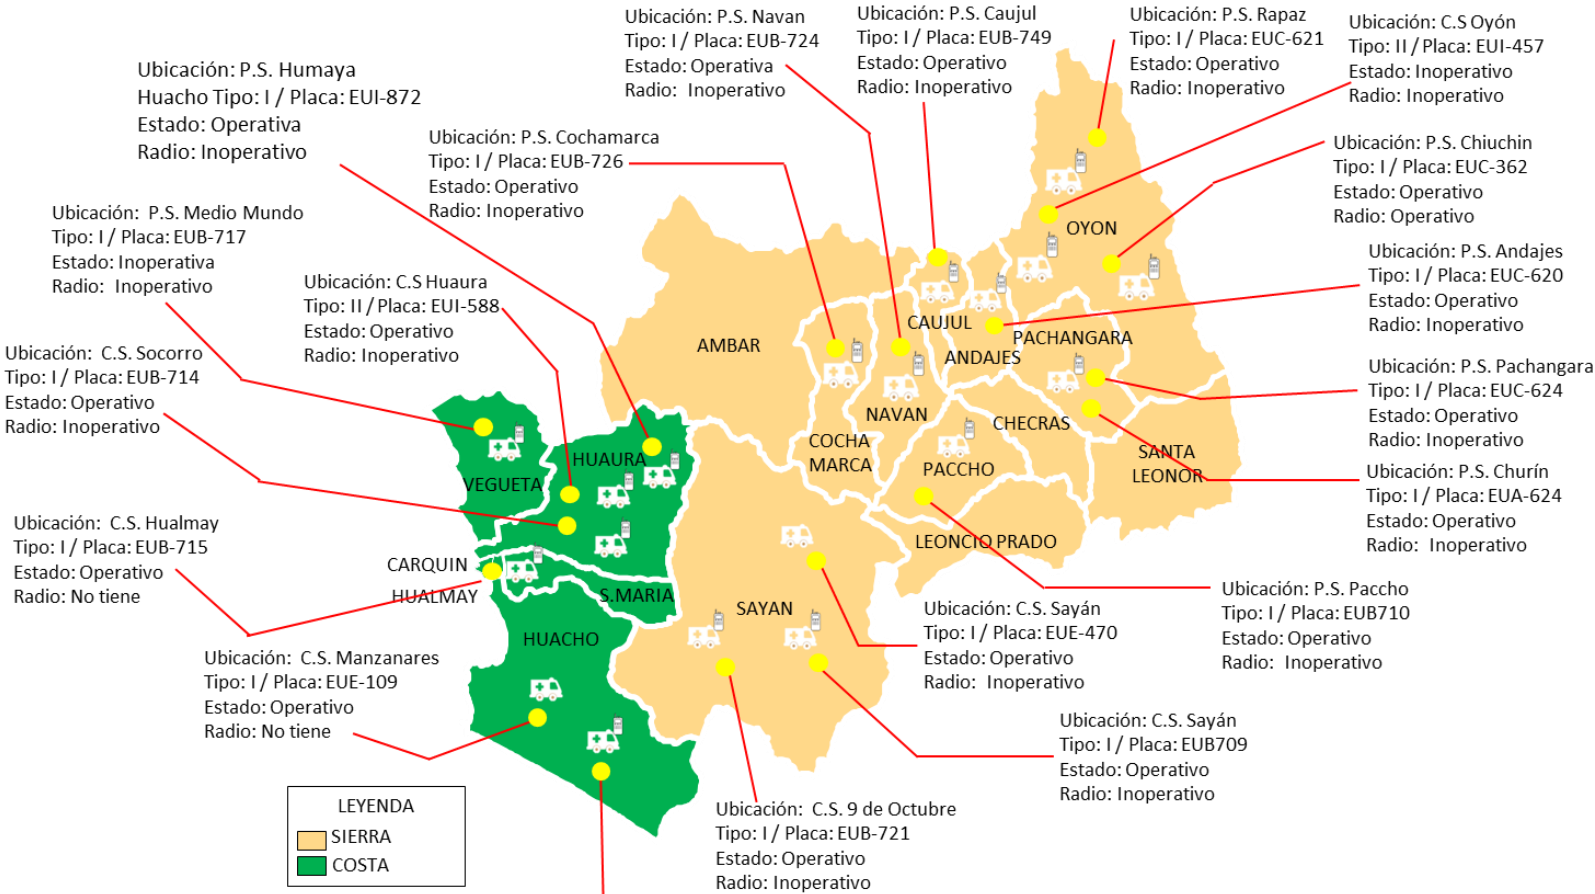 Ubicación: P.S. Navan
Tipo: I / Placa: EUB-724
Estado: Operativa
Radio: Inoperativo
Ubicación: P.S. Caujul
Tipo: I / Placa: EUB-749
Estado: Operativo
Radio: Inoperativo
Ubicación: P.S. Rapaz
Tipo: I / Placa: EUC-621
Estado: Operativo
Radio: Inoperativo
Ubicación: C.S Oyón
Tipo: II / Placa: EUI-457
Estado: Inoperativo
Radio: Inoperativo
Ubicación: P.S. Humaya
Huacho Tipo: I / Placa: EUI-872
Estado: Operativa
Radio: Inoperativo
Ubicación: P.S. Cochamarca
Tipo: I / Placa: EUB-726
Estado: Operativo
Radio: Inoperativo
Ubicación: P.S. Chiuchin
Tipo: I / Placa: EUC-362
Estado: Operativo
Radio: Operativo
Ubicación: P.S. Medio Mundo
Tipo: I / Placa: EUB-717
Estado: Inoperativa
Radio: Inoperativo
Ubicación: C.S Huaura
Tipo: II / Placa: EUI-588
Estado: Operativo
Radio: Inoperativo
Ubicación: P.S. Andajes
Tipo: I / Placa: EUC-620
Estado: Operativo
Radio: Inoperativo
Ubicación: C.S. Socorro
Tipo: I / Placa: EUB-714
Estado: Operativo
Radio: Inoperativo
Ubicación: P.S. Pachangara
Tipo: I / Placa: EUC-624
Estado: Operativo
Radio: Inoperativo
OYON
CAUJUL
PACHANGARA
AMBAR
ANDAJES
NAVAN
CHECRAS
COCHA
MARCA
PACCHO
SANTA
LEONOR
HUAURA
VEGUETA
LEONCIO PRADO
CARQUIN
HUALMAY
S.MARIA
SAYAN
HUACHO
Ubicación: P.S. Churín
Tipo: I / Placa: EUA-624
Estado: Operativo
Radio: Inoperativo
Ubicación: C.S. Hualmay
Tipo: I / Placa: EUB-715
Estado: Operativo
Radio: No tiene
Ubicación: P.S. Paccho
Tipo: I / Placa: EUB710
Estado: Operativo
Radio: Inoperativo
Ubicación: C.S. Sayán
Tipo: I / Placa: EUE-470
Estado: Operativo
Radio: Inoperativo
Ubicación: C.S. Manzanares
Tipo: I / Placa: EUE-109
Estado: Operativo
Radio: No tiene
Ubicación: C.S. Sayán
Tipo: I / Placa: EUB709
Estado: Operativo
Radio: Inoperativo
Ubicación: C.S. 9 de Octubre
Tipo: I / Placa: EUB-721
Estado: Operativo
Radio: Inoperativo
LEYENDA
SIERRA
COSTA